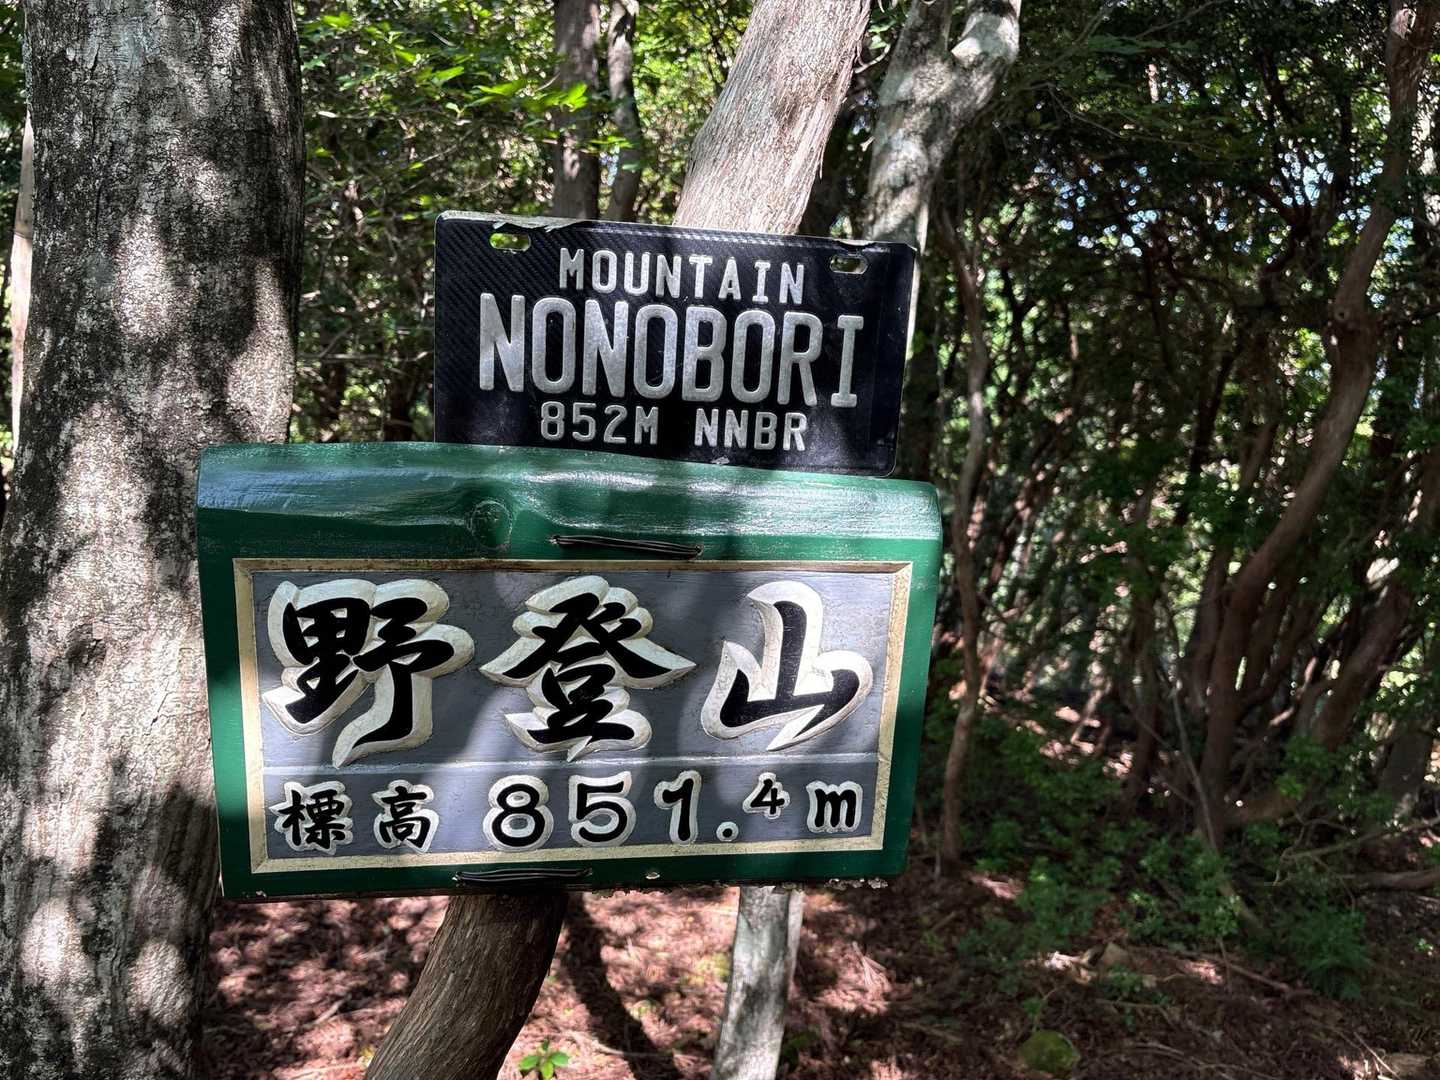 MOUNTAIN
NONOBORI
852M NNBR
野登山
標高 851.4m